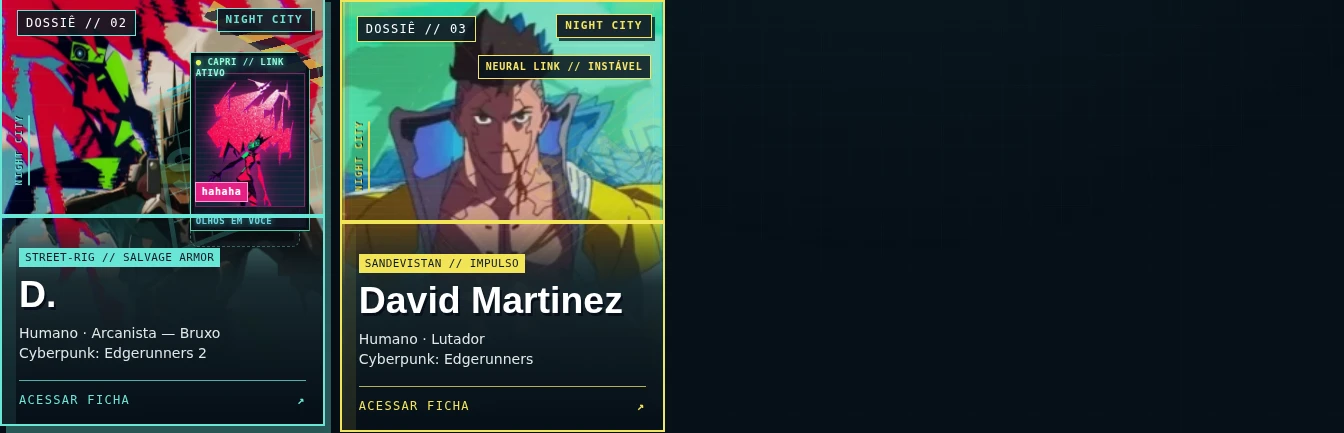 DOSSIÊ // 02
NIGHT CITY
● CAPRI // LINK
ATIVO
NIGHT CITY
hahaha
OLHOS EM VOCÊ
STREET-RIG // SALVAGE ARMOR
D.
Humano · Arcanista — Bruxo
Cyberpunk: Edgerunners 2
ACESSAR FICHA ↗
DOSSIÊ // 03
NIGHT CITY
NEURAL LINK // INSTÁVEL
NIGHT CITY
SANDEVISTAN // IMPULSO
David Martinez
Humano · Lutador
Cyberpunk: Edgerunners
ACESSAR FICHA ↗